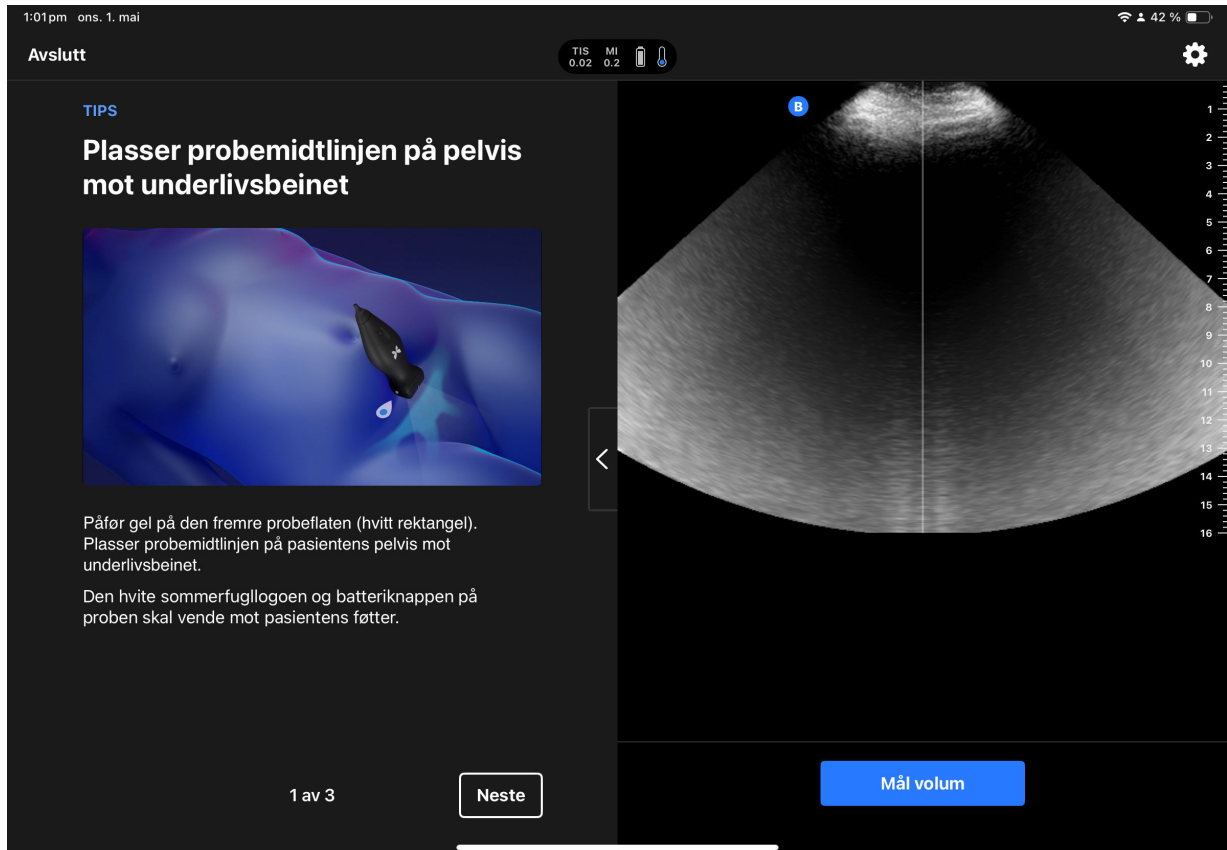 1:01 pm ons. 1. mai
42 %
Avslutt
TIS MI
0.02 0.2
TIPS
Plasser probemidtlinjen på pelvis
mot underlivsbeinet
Påfør gel på den fremre probeflaten (hvitt rektangel).
Plasser probemidtlinjen på pasientens pelvis mot
underlivsbeinet.
Den hvite sommerfugllogoen og batteriknappen på
proben skal vende mot pasientens føtter.
1 av 3
Neste
B
1
2
3
4
5
6
7
8
9
10
11
12
13
14
15
16
Mål volum